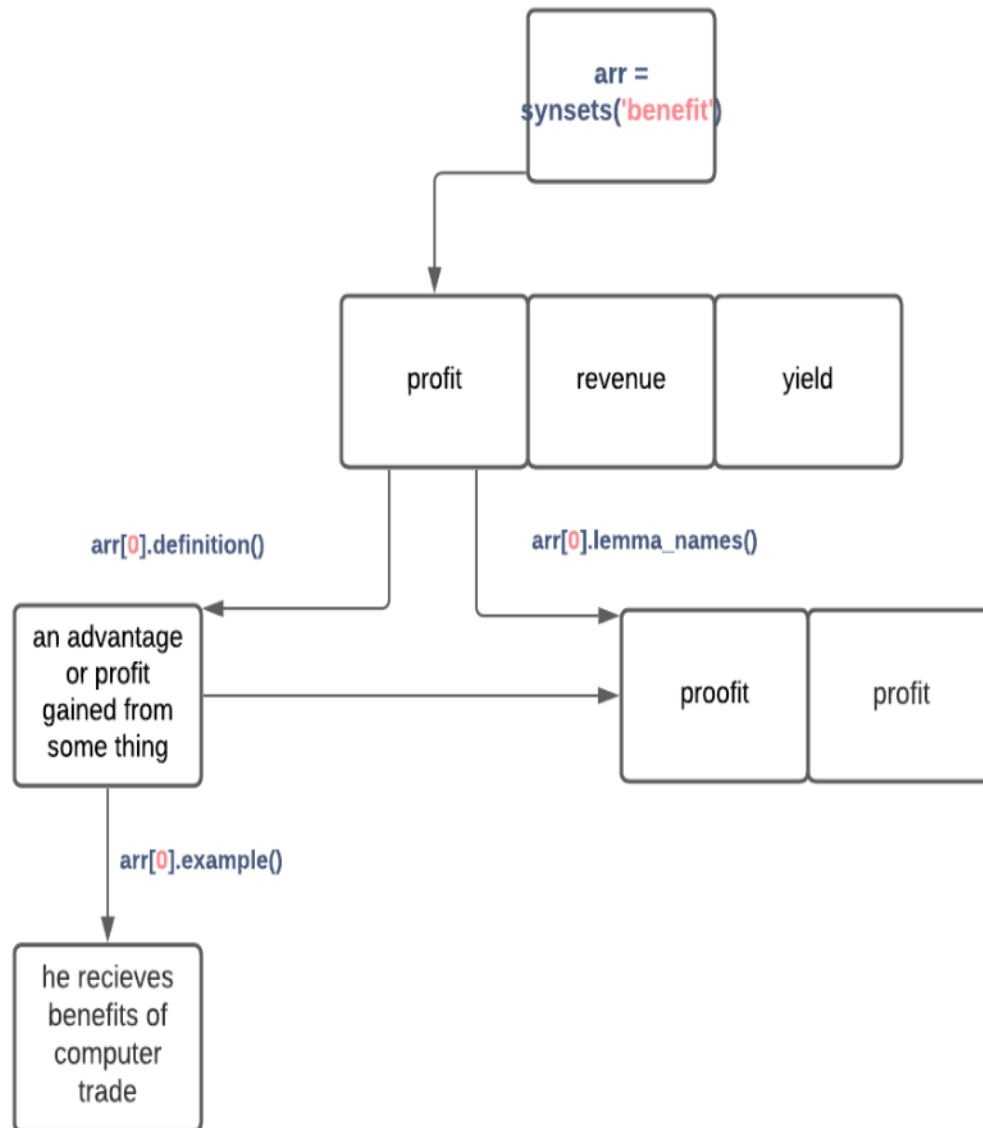 arr =
synsets('benefit')
profit
revenue
yield
arr[0].definition()
arr[0].lemma_names()
an advantage
or profit
gained from
some thing
proofit
profit
arr[0].example()
he recieves
benefits of
computer
trade